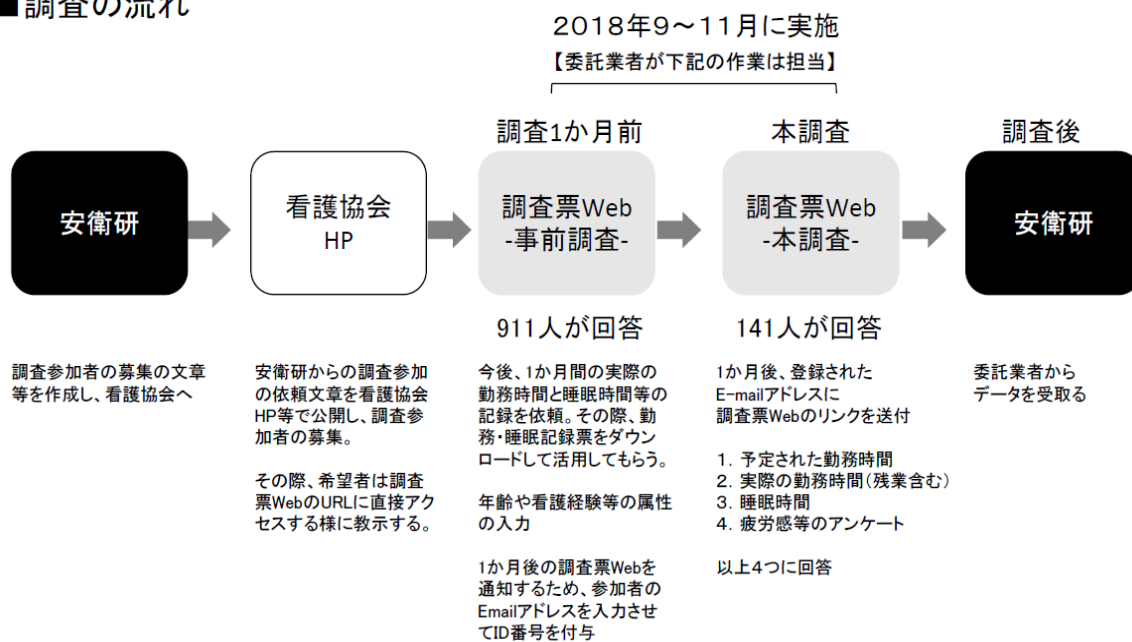 ■調査の流れ
2018年9～11月に実施
【委託業者が下記の作業は担当】
調査1か月前
本調査
調査後
安衛研
看護協会
HP
調査票Web
-事前調査-
調査票Web
-本調査-
安衛研
911人が回答
141人が回答
調査参加者の募集の文章
等を作成し、看護協会へ
安衛研からの調査参加
の依頼文章を看護協会
HP等で公開し、調査参
加者の募集。
その際、希望者は調査
票WebのURLに直接アク
セスする様に教示する。
今後、1か月間の実際の
勤務時間と睡眠時間等の
記録を依頼。その際、勤
務・睡眠記録票をダウン
ロードして活用してもらう。
年齢や看護経験等の属性
の入力
1か月後の調査票Webを
通知するため、参加者の
Emailアドレスを入力させ
てID番号を付与
1か月後、登録された
E-mailアドレスに
調査票Webのリンクを送付
1. 予定された勤務時間
2. 実際の勤務時間(残業含む)
3. 睡眠時間
4. 疲労感等のアンケート
以上4つに回答
委託業者から
データを受取る